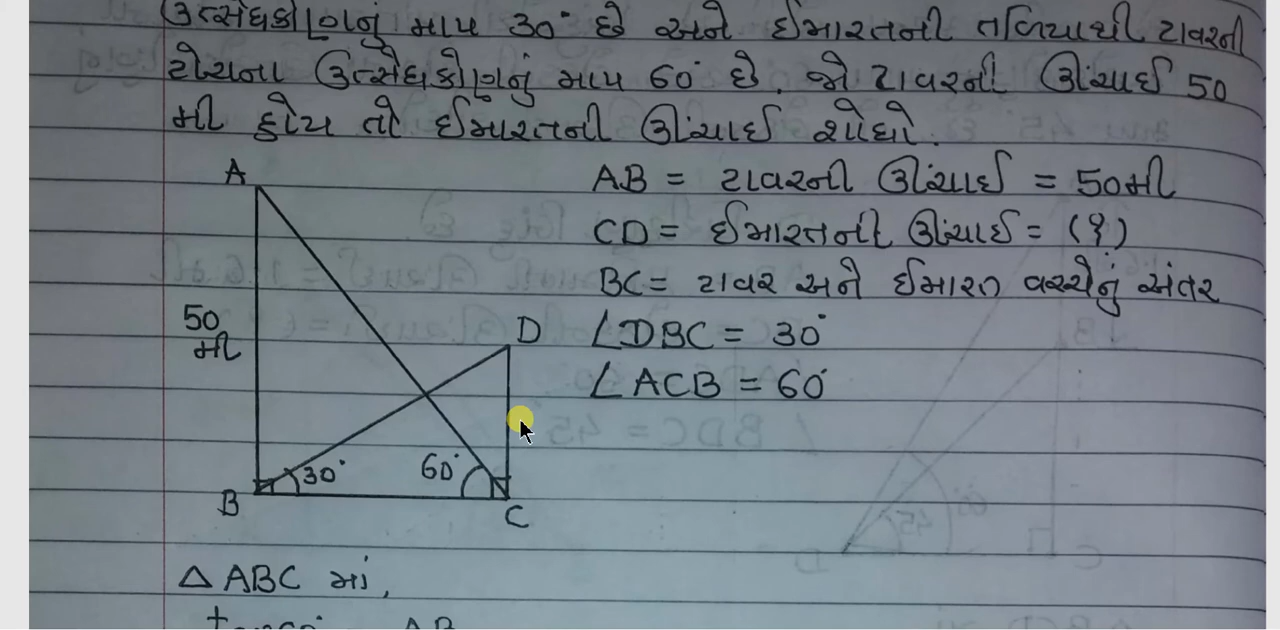 ઉત્સેધકોણનું માપ 30° છે અને ઈમારતની તળિયાથી ટાવરની
ટોચના ઉત્સેધકોણનું માપ 60° છે. જો ટાવરની ઊંચાઈ 50
મી હોય તો ઈમારતની ઊંચાઈ શોધો.
A
AB = ટાવરની ઊંચાઈ = 50મી
CD = ઈમારતની ઊંચાઈ = (?)
BC = ટાવર અને ઈમારત વચ્ચેનું અંતર
50
મી
D
∠DBC = 30°
∠ACB = 60°
30°
60°
B
C
△ ABC માં,
AB